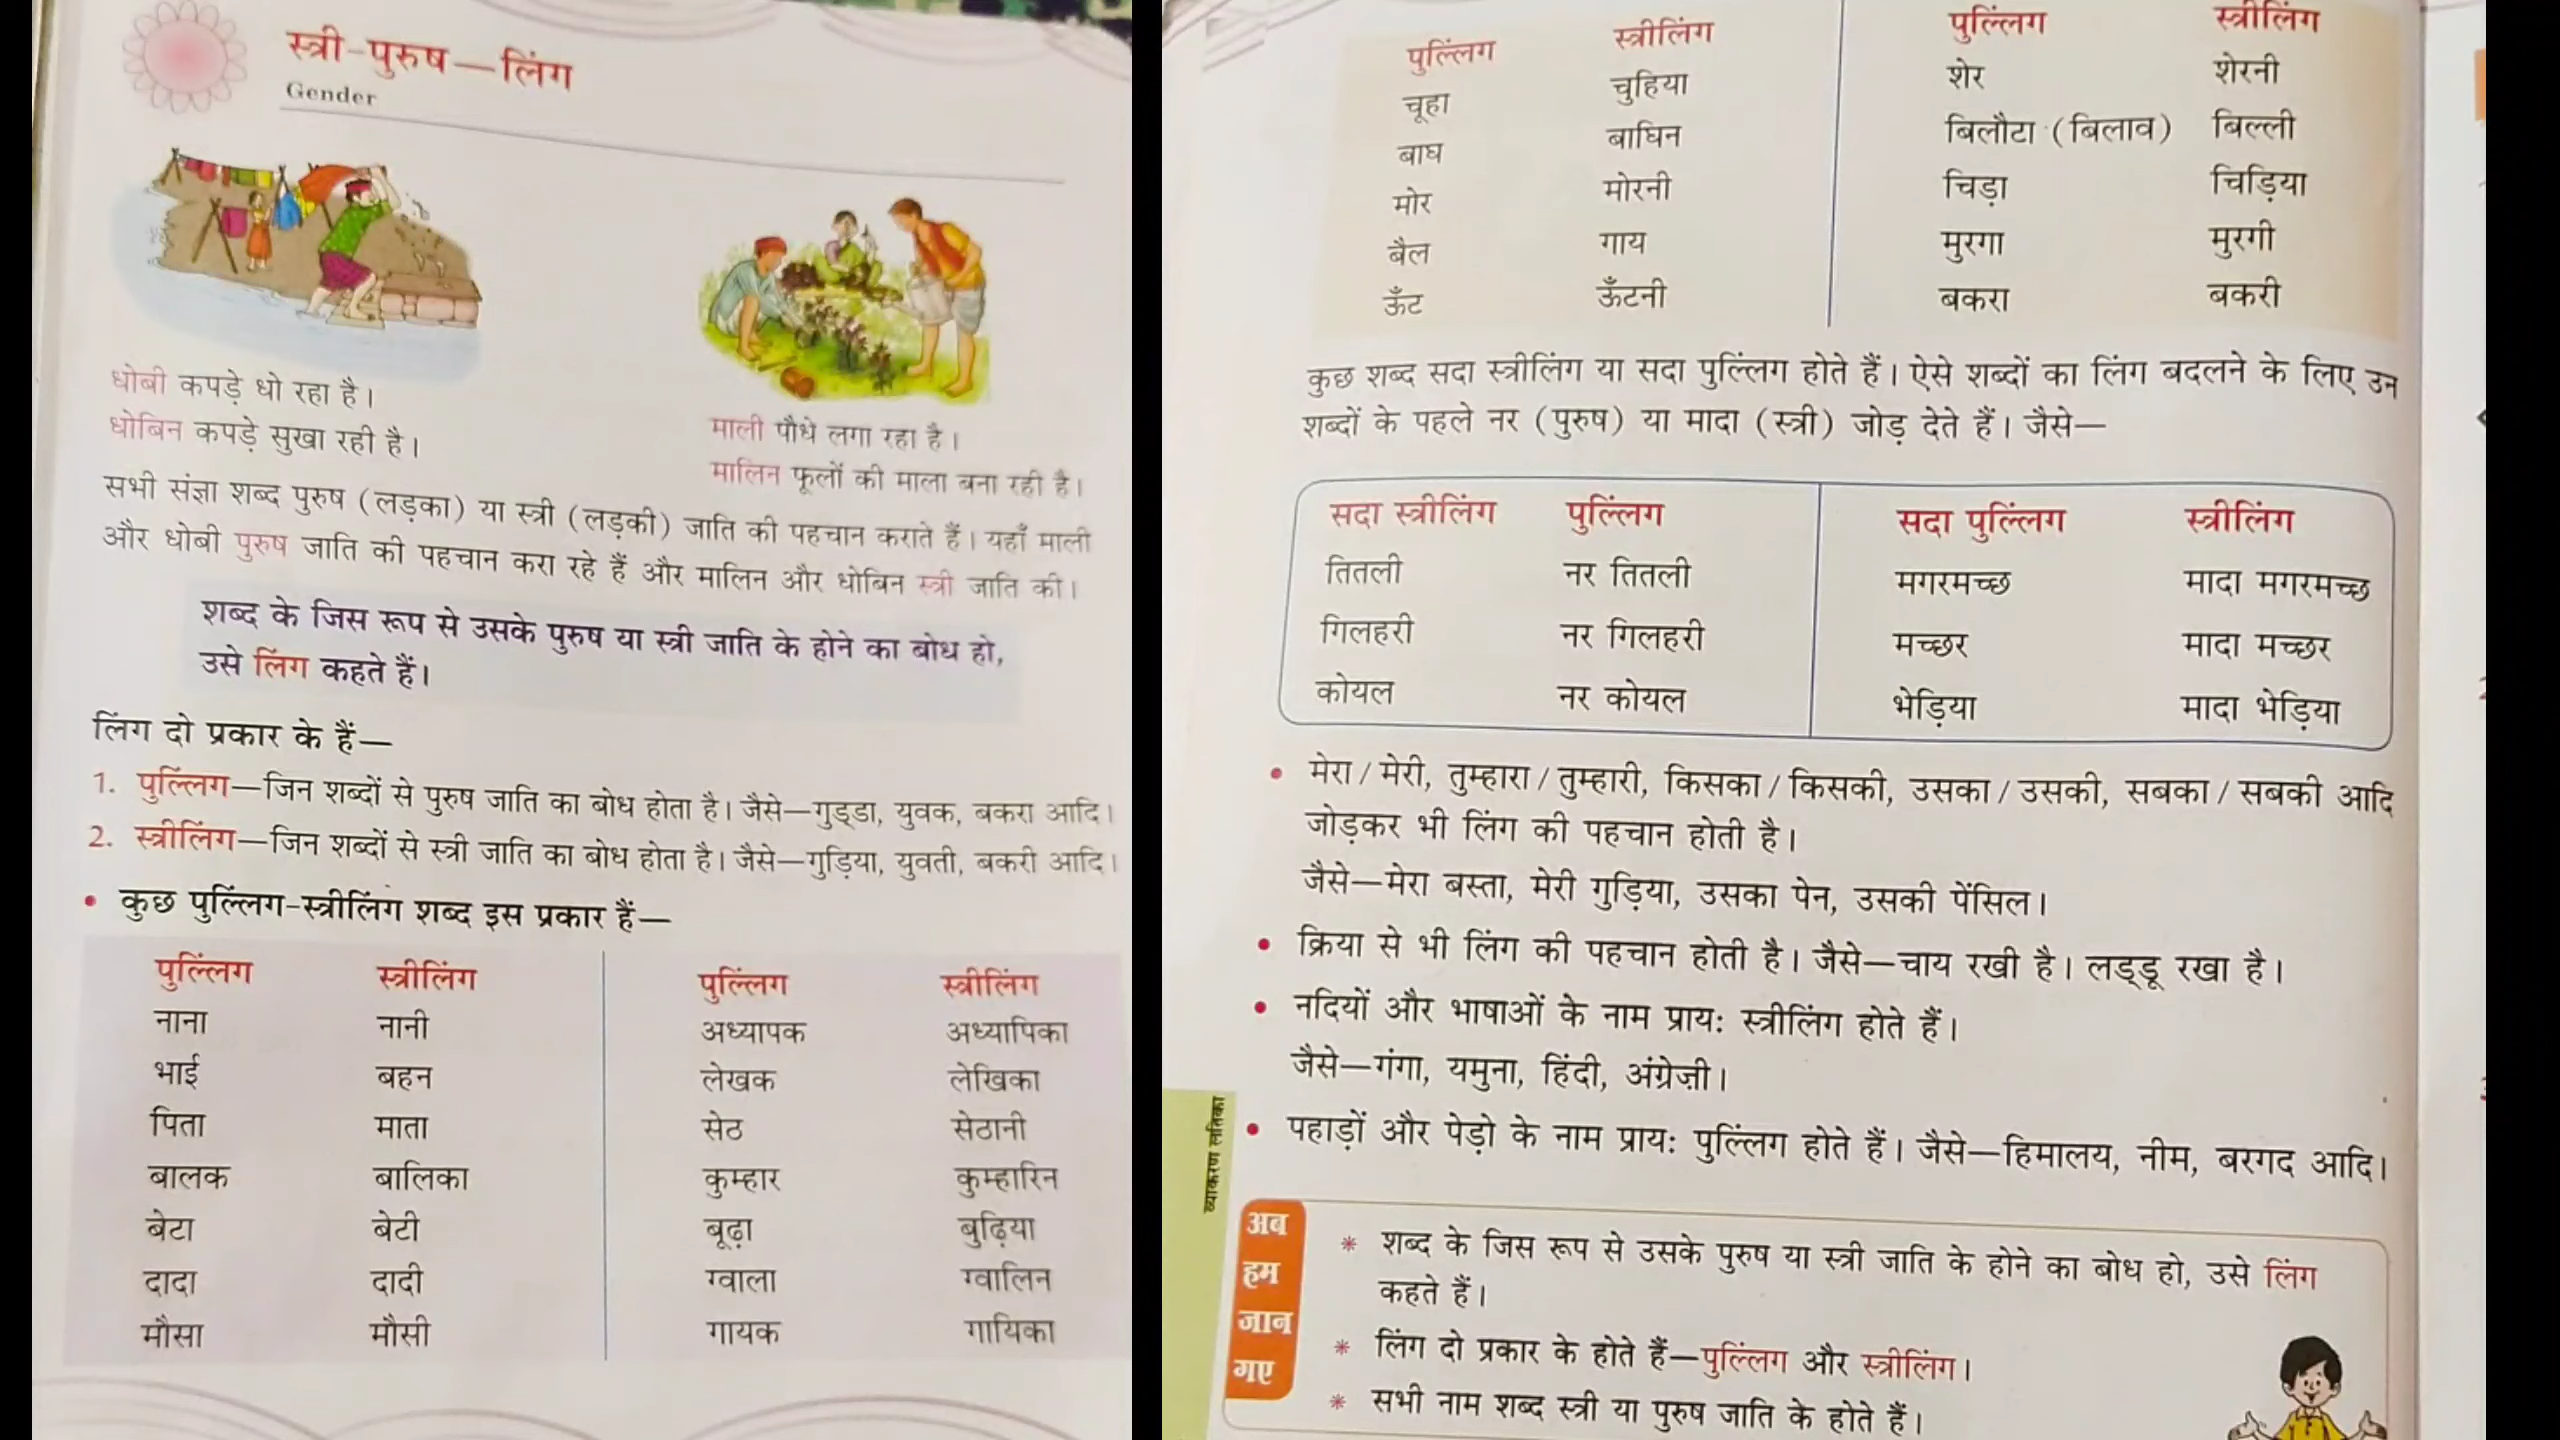 स्त्री-पुरुष—लिंग
Gender
धोबी कपड़े धो रहा है।
धोबिन कपड़े सुखा रही है।
माली पौधे लगा रहा है।
मालिन फूलों की माला बना रही है।
सभी संज्ञा शब्द पुरुष (लड़का) या स्त्री (लड़की) जाति की पहचान कराते हैं। यहाँ माली
और धोबी पुरुष जाति की पहचान करा रहे हैं और मालिन और धोबिन स्त्री जाति की।
शब्द के जिस रूप से उसके पुरुष या स्त्री जाति के होने का बोध हो,
उसे लिंग कहते हैं।
लिंग दो प्रकार के हैं—
1. पुल्लिंग—जिन शब्दों से पुरुष जाति का बोध होता है। जैसे—गुड्डा, युवक, बकरा आदि।
2. स्त्रीलिंग—जिन शब्दों से स्त्री जाति का बोध होता है। जैसे—गुड़िया, युवती, बकरी आदि।
• कुछ पुल्लिंग-स्त्रीलिंग शब्द इस प्रकार हैं—
पुल्लिंग स्त्रीलिंग पुल्लिंग स्त्रीलिंग
नाना नानी अध्यापक अध्यापिका
भाई बहन लेखक लेखिका
पिता माता सेठ सेठानी
बालक बालिका कुम्हार कुम्हारिन
बेटा बेटी बूढ़ा बुढ़िया
दादा दादी ग्वाला ग्वालिन
मौसा मौसी गायक गायिका
पुल्लिंग स्त्रीलिंग पुल्लिंग स्त्रीलिंग
चूहा चुहिया शेर शेरनी
बाघ बाघिन बिलौटा (बिलाव) बिल्ली
मोर मोरनी चिड़ा चिड़िया
बैल गाय मुरगा मुरगी
ऊँट ऊँटनी बकरा बकरी
कुछ शब्द सदा स्त्रीलिंग या सदा पुल्लिंग होते हैं। ऐसे शब्दों का लिंग बदलने के लिए उन
शब्दों के पहले नर (पुरुष) या मादा (स्त्री) जोड़ देते हैं। जैसे—
सदा स्त्रीलिंग पुल्लिंग सदा पुल्लिंग स्त्रीलिंग
तितली नर तितली मगरमच्छ मादा मगरमच्छ
गिलहरी नर गिलहरी मच्छर मादा मच्छर
कोयल नर कोयल भेड़िया मादा भेड़िया
• मेरा/मेरी, तुम्हारा/तुम्हारी, किसका/किसकी, उसका/उसकी, सबका/सबकी आदि
जोड़कर भी लिंग की पहचान होती है।
जैसे—मेरा बस्ता, मेरी गुड़िया, उसका पेन, उसकी पेंसिल।
• क्रिया से भी लिंग की पहचान होती है। जैसे—चाय रखी है। लड्डू रखा है।
• नदियों और भाषाओं के नाम प्रायः स्त्रीलिंग होते हैं।
जैसे—गंगा, यमुना, हिंदी, अंग्रेज़ी।
• पहाड़ों और पेड़ो के नाम प्रायः पुल्लिंग होते हैं। जैसे—हिमालय, नीम, बरगद आदि।
व्याकरण लतिका
अब
हम
जान
गए
* शब्द के जिस रूप से उसके पुरुष या स्त्री जाति के होने का बोध हो, उसे लिंग
कहते हैं।
* लिंग दो प्रकार के होते हैं—पुल्लिंग और स्त्रीलिंग।
* सभी नाम शब्द स्त्री या पुरुष जाति के होते हैं।